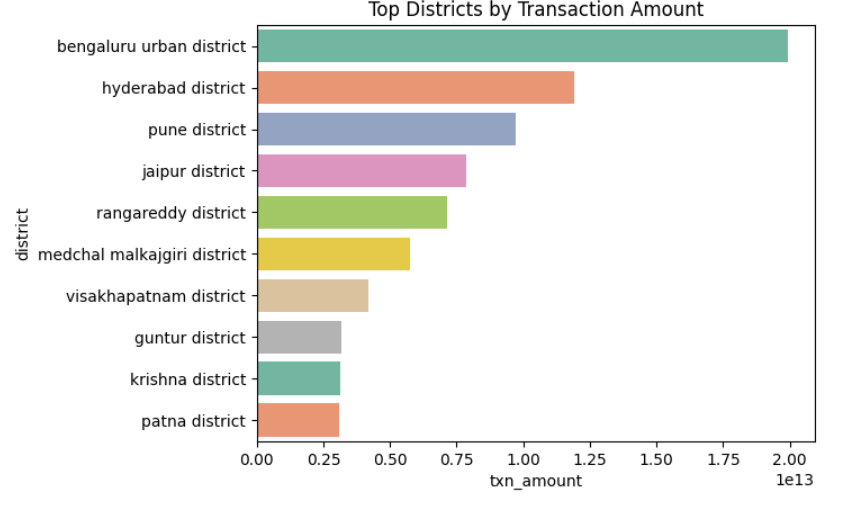 Top Districts by Transaction Amount
district
bengaluru urban district
hyderabad district
pune district
jaipur district
rangareddy district
medchal malkajgiri district
visakhapatnam district
guntur district
krishna district
patna district
0.00 0.25 0.50 0.75 1.00 1.25 1.50 1.75 2.00
txn_amount
1e13